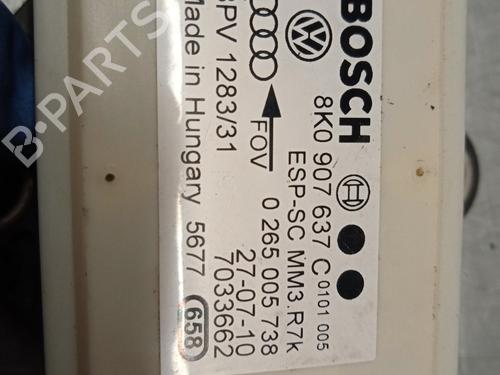 BOSCH
8K0 907 637 C 0101 005
ESP-SC MM3.R7k
FOV 0 265 005 738
PV 1283/31 27-07-10
Made in Hungary 5677 7033662
658
B-PARTS